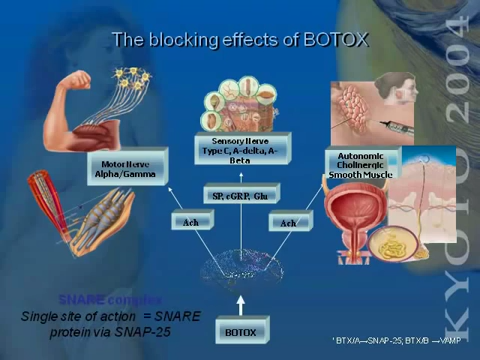 The blocking effects of BOTOX
KYOTO 2004
Sensory Nerve
Type C, A-delta, A-
Beta
Motor Nerve
Alpha/Gamma
Autonomic
Cholinergic
Smooth Muscle
SP, cGRP, Glu
Ach
Ach
SNARE complex
Single site of action = SNARE
protein via SNAP-25
BOTOX
* BTX/A→SNAP-25; BTX/B →VAMP